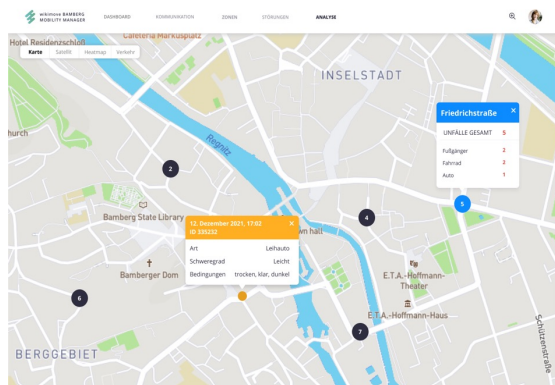 wikimove BAMBERG
MOBILITY MANAGER
DASHBOARD
KOMMUNIKATION
ZONEN
STÖRUNGEN
ANALYSE
Cafeteria Markusplatz
Hotel Residenzschloß
Karte
Satellit
Heatmap
Verkehr
INSELSTADT
Friedrichstraße
×
UNFÄLLE GESAMT 5
Fußgänger 2
Fahrrad 2
Auto 1
hurch
Regnitz
2
5
Bamberg State Library
4
12. Dezember 2021, 17:02 ×
ID 335232
wn hall
Art Leihauto
Schweregrad Leicht
Bedingungen trocken, klar, dunkel
Bamberger Dom
E.T.A.-Hoffmann-
Theater
6
E.T.A.-Hoffmann-Haus
7
Schützenstraße
BERGGEBIET